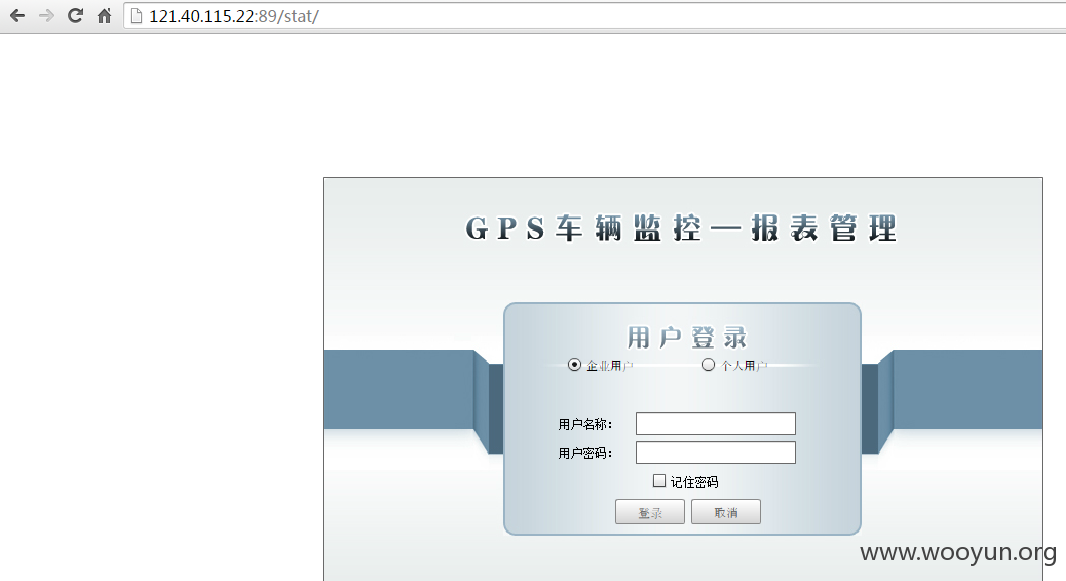 121.40.115.22:89/stat/
GPS车辆监控—报表管理
用户登录
企业用户 个人用户
用户名称：
用户密码：
记住密码
登录 取消
www.wooyun.org